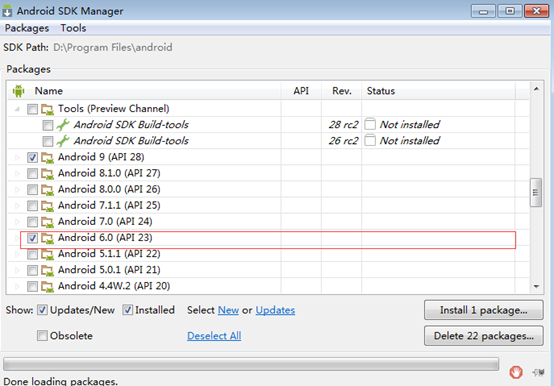 Android SDK Manager
Packages Tools
SDK Path: D:\Program Files\android
Packages
Name API Rev. Status
Tools (Preview Channel)
Android SDK Build-tools 28 rc2 Not installed
Android SDK Build-tools 26 rc2 Not installed
Android 9 (API 28)
Android 8.1.0 (API 27)
Android 8.0.0 (API 26)
Android 7.1.1 (API 25)
Android 7.0 (API 24)
Android 6.0 (API 23)
Android 5.1.1 (API 22)
Android 5.0.1 (API 21)
Android 4.4W.2 (API 20)
Show: Updates/New Installed Select New or Updates Install 1 package...
Obsolete Deselect All Delete 22 packages...
Done loading packages.